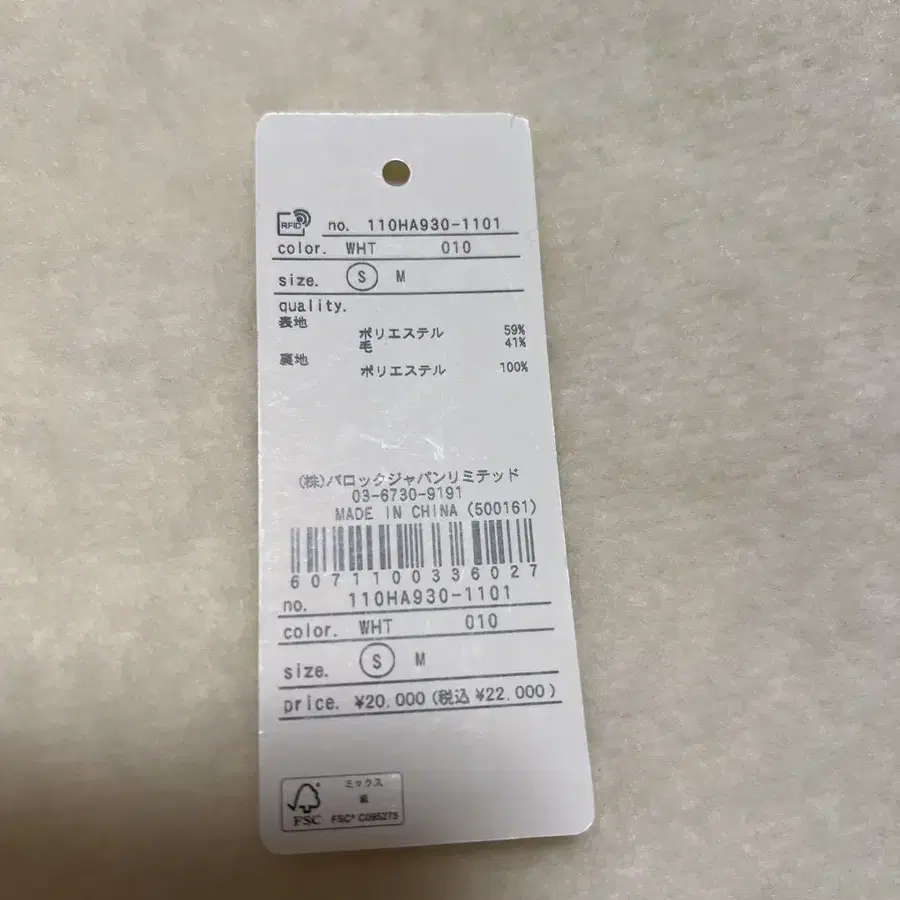 RFID
no. 110HA930-1101
color. WHT 010
size. S M
quality.
表地
ポリエステル 59%
毛 41%
裏地
ポリエステル 100%
(株)バロックジャパンリミテッド
03-6730-9191
MADE IN CHINA (500161)
6071100336027
no. 110HA930-1101
color. WHT 010
size. S M
price. ¥20.000 (税込 ¥22.000)
ミックス
紙
FSC
FSC® C095275